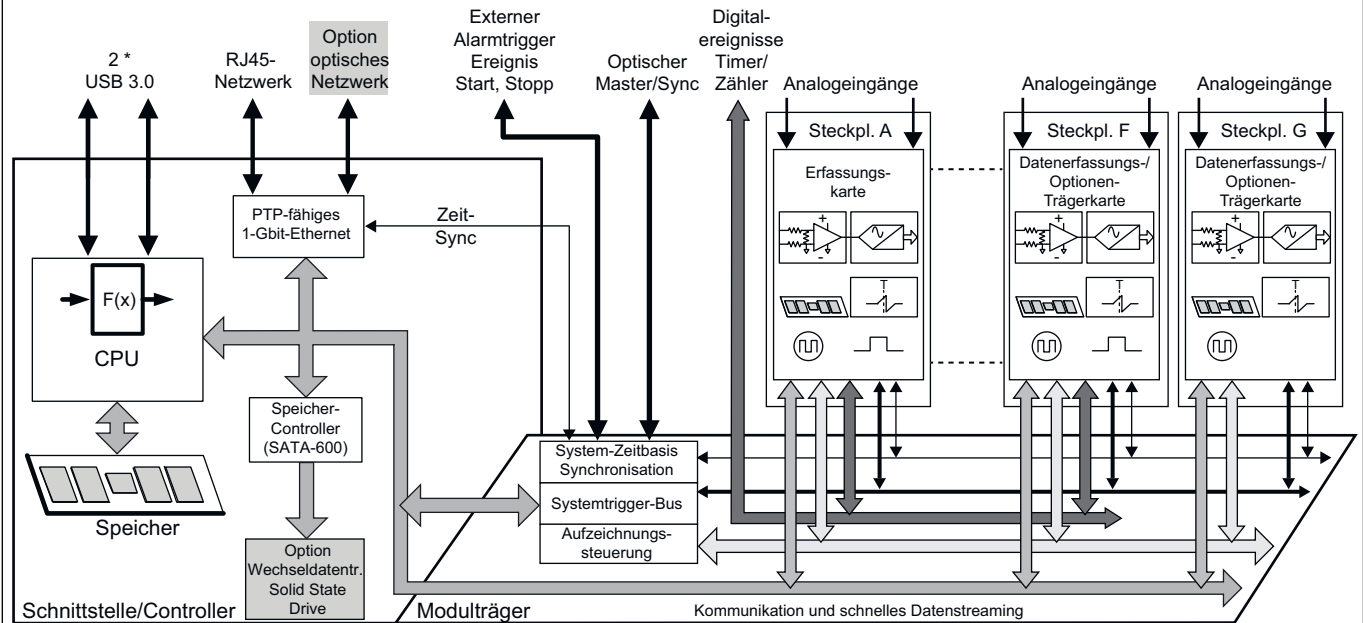 2 *
USB 3.0
RJ45-
Netzwerk
Option
optisches
Netzwerk
Externer
Alarmtrigger
Ereignis
Start, Stopp
Optischer
Master/Sync
Digital-
ereignisse
Timer/
Zähler
Analogeingänge
Analogeingänge
Analogeingänge
Steckpl. A
Erfassungs-
karte
+
-
Steckpl. F
Datenerfassungs-/
Optionen-
Trägerkarte
+
-
Steckpl. G
Datenerfassungs-/
Optionen-
Trägerkarte
+
-
PTP-fähiges
1-Gbit-Ethernet
Zeit-
Sync
F(x)
CPU
Speicher-
Controller
(SATA-600)
Speicher
Option
Wechseldatentr.
Solid State
Drive
Schnittstelle/Controller
System-Zeitbasis
Synchronisation
Systemtrigger-Bus
Aufzeichnungs-
steuerung
Modulträger
Kommunikation und schnelles Datenstreaming